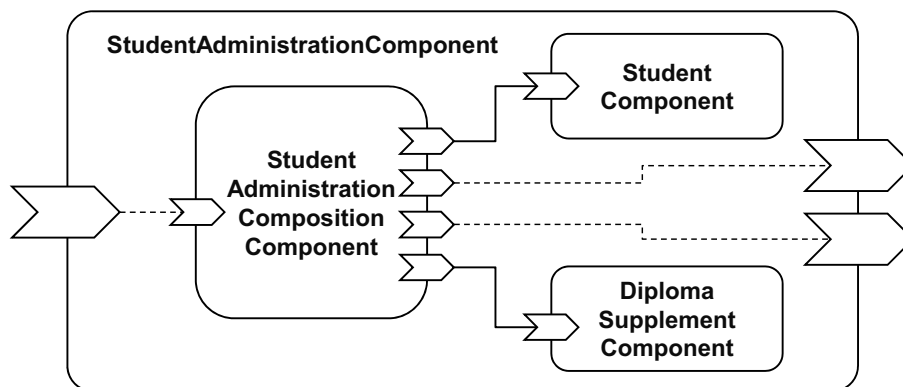 StudentAdministrationComponent
Student
Component
Student
Administration
Composition
Component
Diploma
Supplement
Component